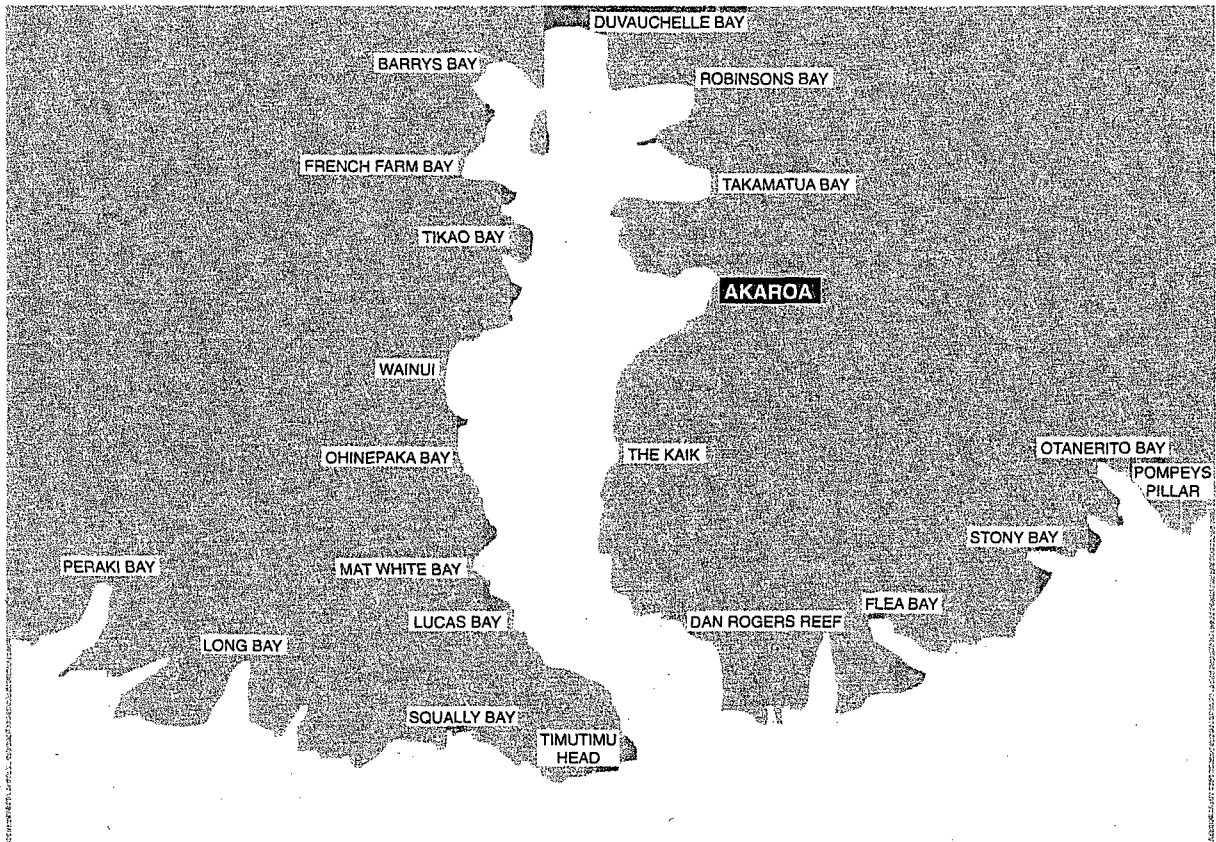 DUVAUCHELLE BAY
BARRYS BAY
ROBINSONS BAY
FRENCH FARM BAY
TAKAMATUA BAY
TIKAO BAY
AKAROA
WAINUI
OHINEPAKA BAY
THE KAIK
OTANERITO BAY
POMPEYS
PILLAR
STONY BAY
PERAKI BAY
MAT WHITE BAY
FLEA BAY
LUCAS BAY
DAN ROGERS REEF
LONG BAY
SQUALLY BAY
TIMUTIMU
HEAD